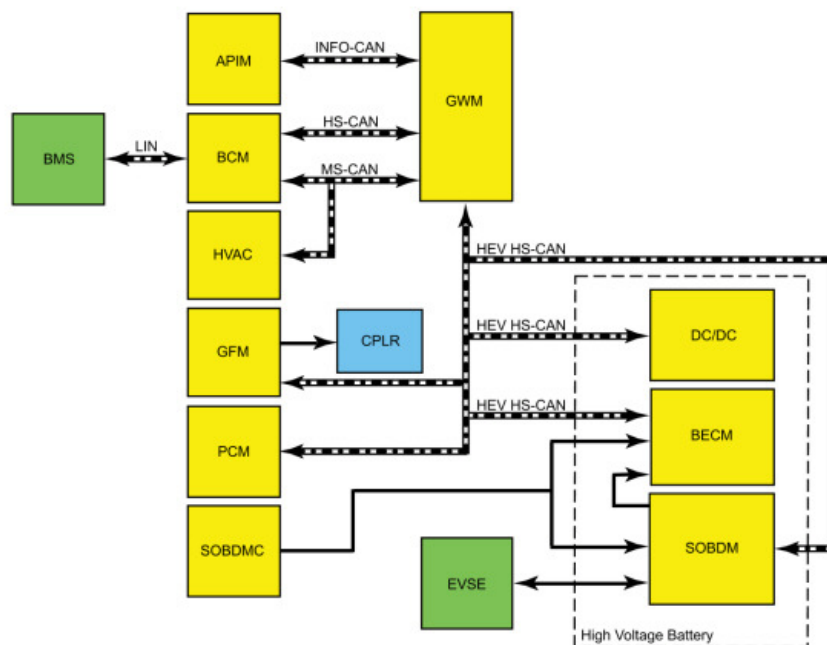 APIM
INFO-CAN
GWM
BMS
LIN
BCM
HS-CAN
MS-CAN
HVAC
HEV HS-CAN
GFM
CPLR
HEV HS-CAN
DC/DC
PCM
HEV HS-CAN
BECM
SOBDMC
EVSE
SOBDM
High Voltage Battery